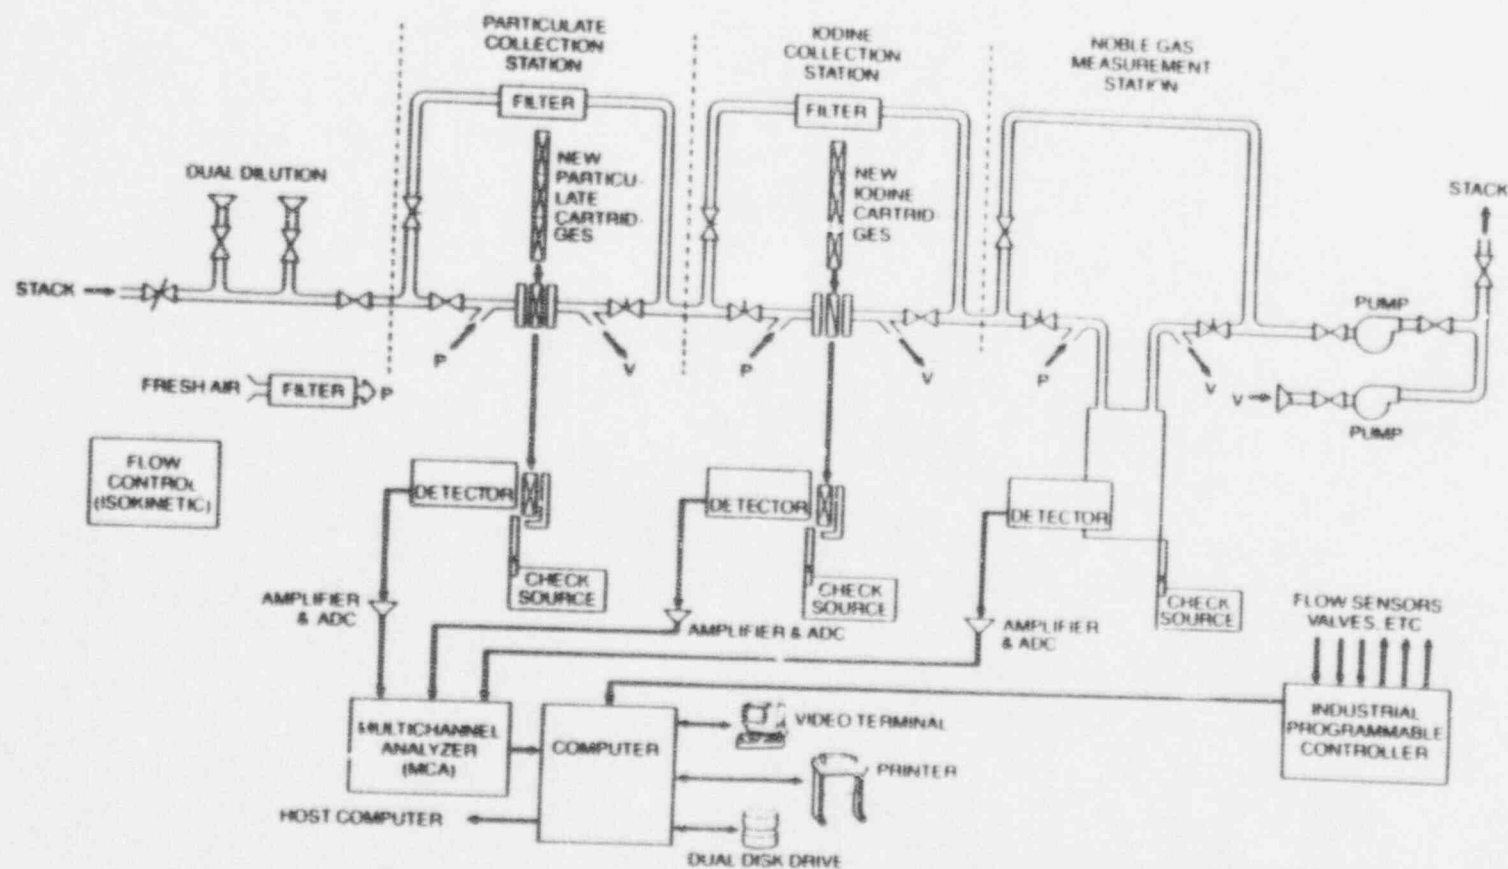 PARTICULATE
COLLECTION
STATION
IODINE
COLLECTION
STATION
NOBLE GAS
MEASUREMENT
STATION
FILTER
FILTER
DUAL DILUTION
NEW
PARTICU-
LATE
CARTRID-
GES
NEW
IODINE
CARTRID-
GES
STACK
STACK
PUMP
P
V
P
V
P
V
V
PUMP
FRESH AIR
FILTER
P
FLOW
CONTROL
(ISOKINETIC)
DETECTOR
DETECTOR
DETECTOR
CHECK
SOURCE
CHECK
SOURCE
CHECK
SOURCE
AMPLIFIER
& ADC
AMPLIFIER & ADC
AMPLIFIER
& ADC
FLOW SENSORS
VALVES, ETC
MULTICHANNEL
ANALYZER
(MCA)
COMPUTER
VIDEO TERMINAL
PRINTER
INDUSTRIAL
PROGRAMMABLE
CONTROLLER
HOST COMPUTER
DUAL DISK DRIVE